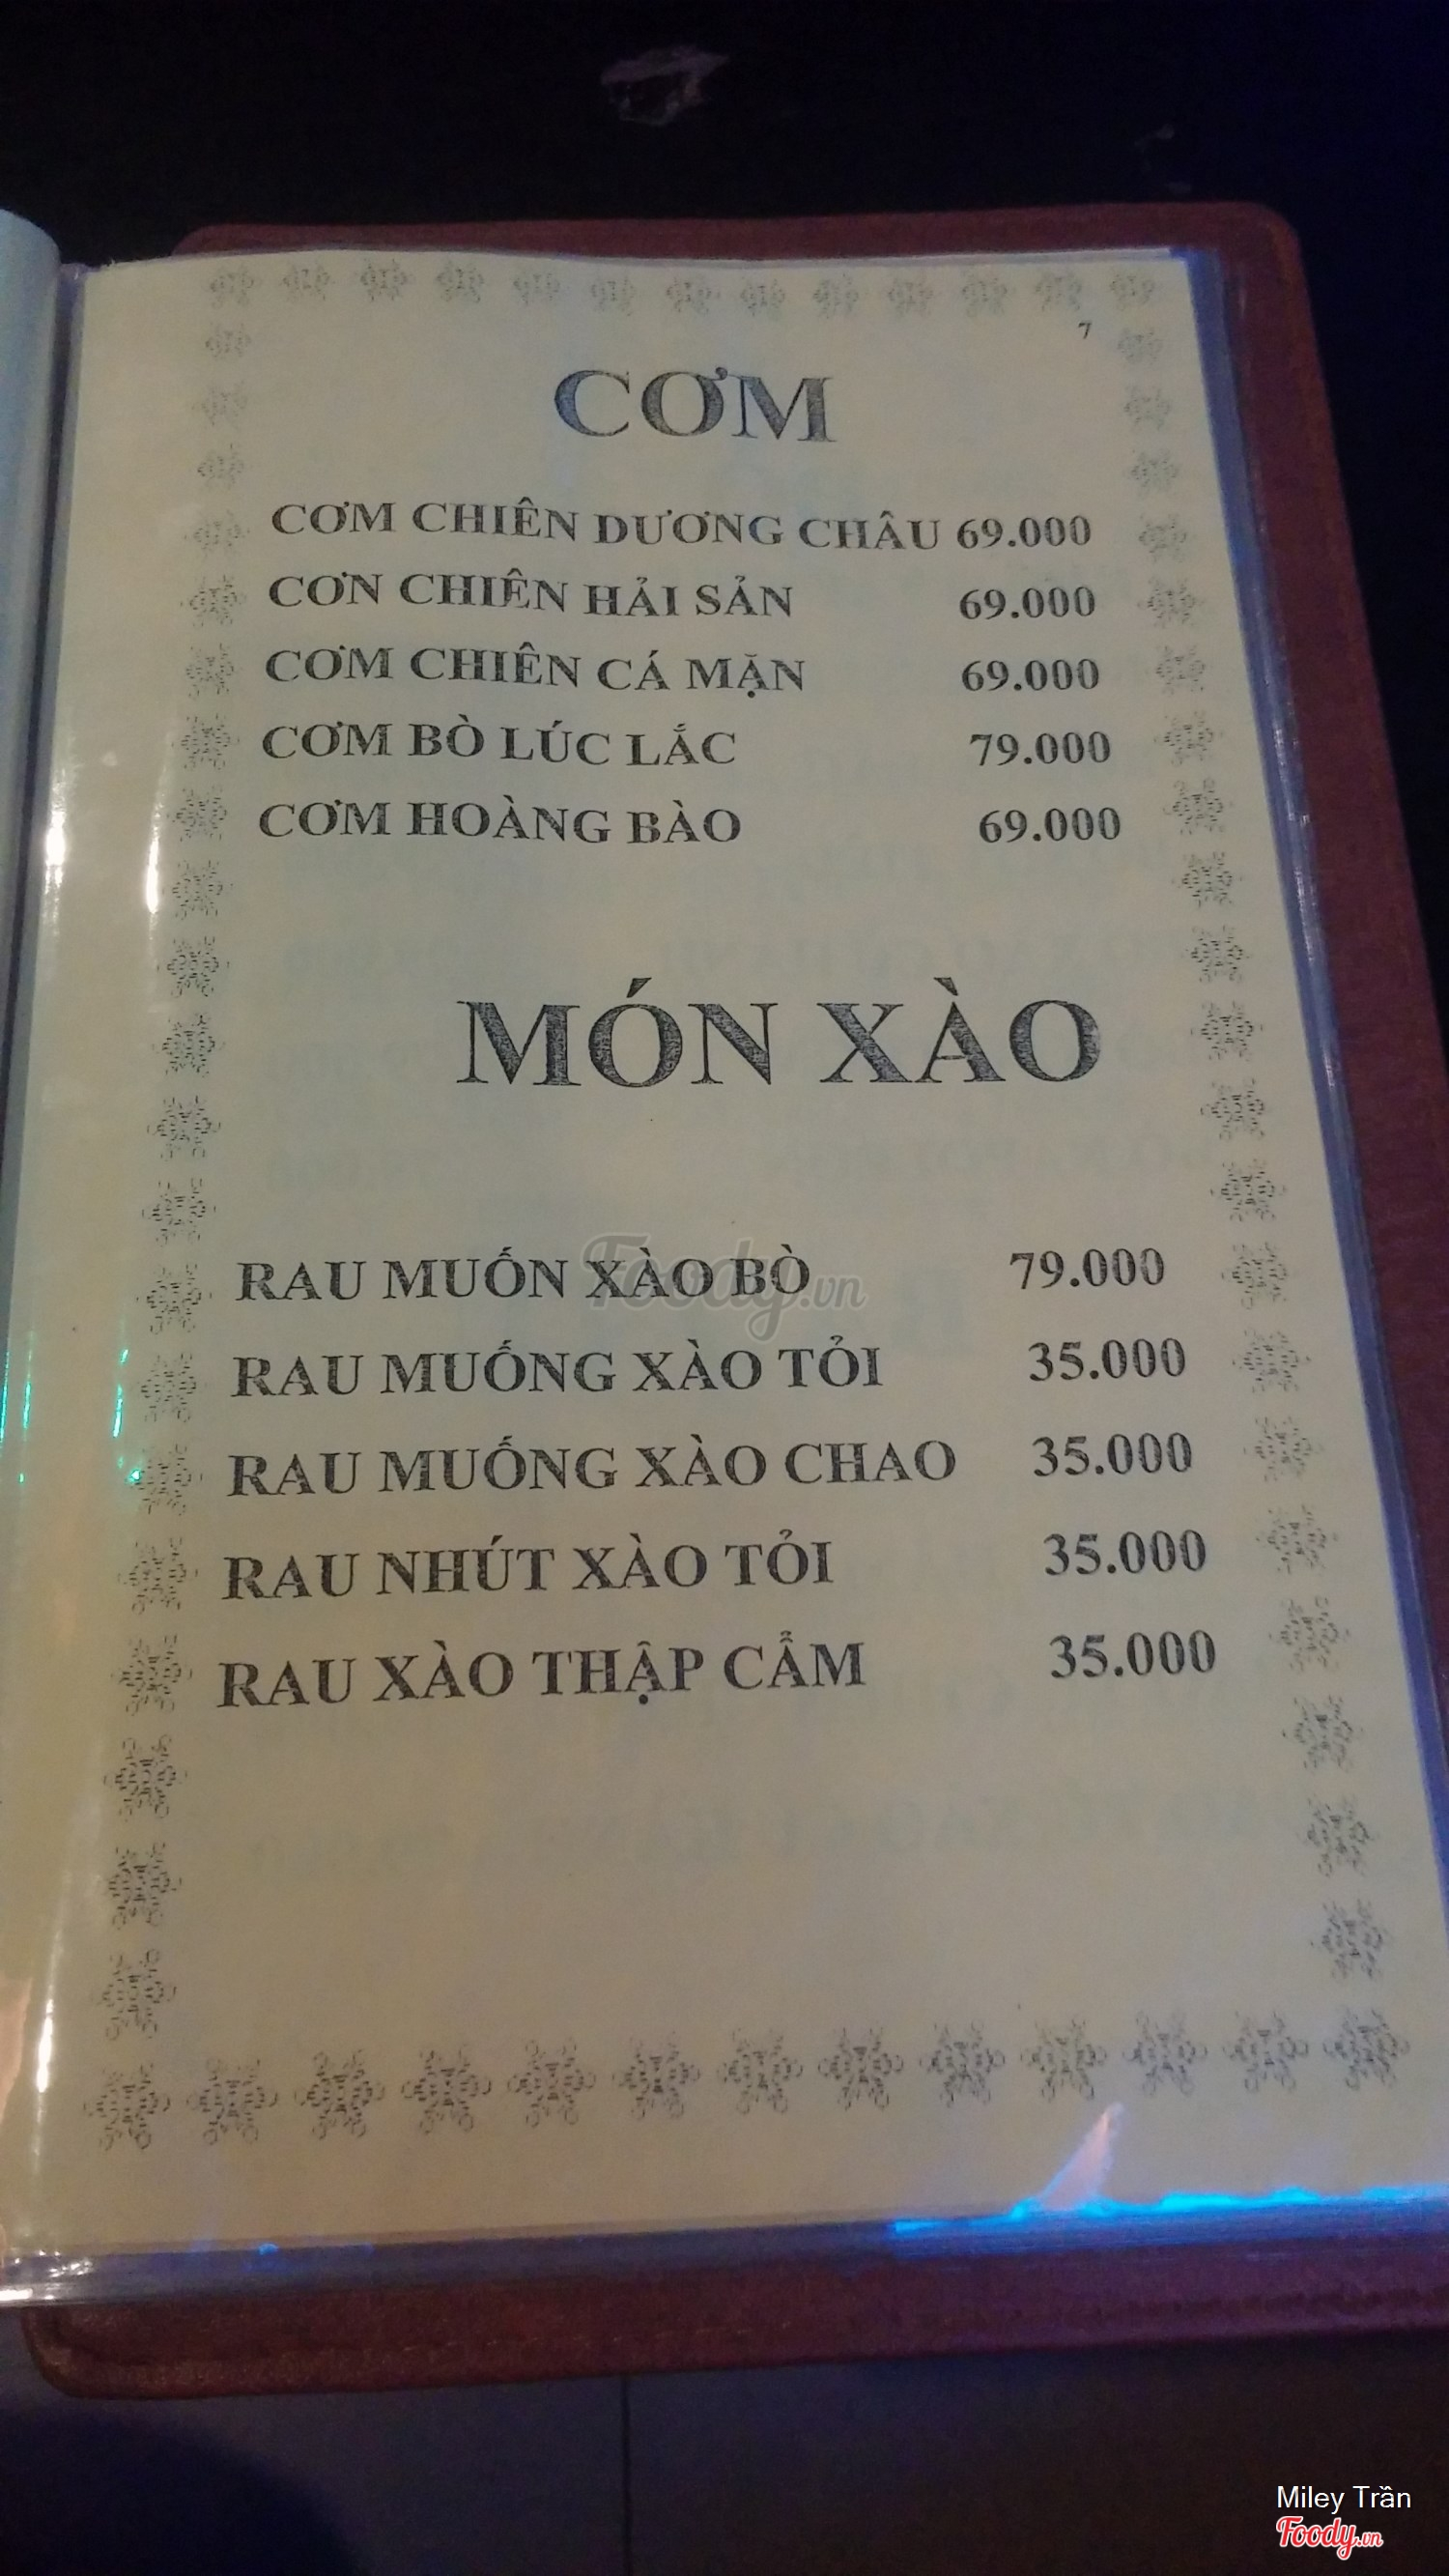 7
CƠM
CƠM CHIÊN DƯƠNG CHÂU 69.000
CƠN CHIÊN HẢI SẢN 69.000
CƠM CHIÊN CÁ MẶN 69.000
CƠM BÒ LÚC LẮC 79.000
CƠM HOÀNG BÀO 69.000
MÓN XÀO
RAU MUỐN XÀO BÒ 79.000
Foody.vn
RAU MUỐNG XÀO TỎI 35.000
RAU MUỐNG XÀO CHAO 35.000
RAU NHÚT XÀO TỎI 35.000
RAU XÀO THẬP CẨM 35.000
Miley Trần
Foody.vn